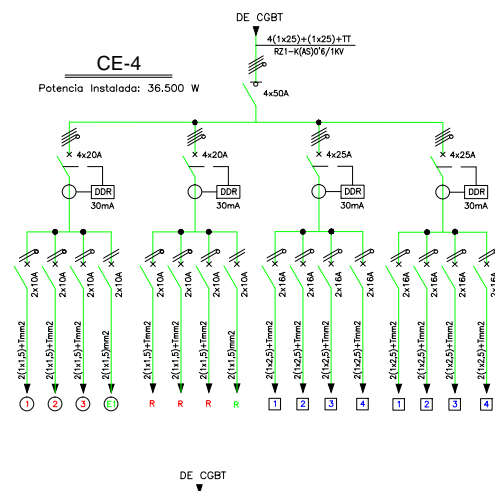 DE CGBT
4(1x25)+(1x25)+TT
RZ1-K(AS)0'6/1KV
CE-4
Potencia Instalada: 36.500 W
4x50A
4x20A
4x20A
4x25A
4x25A
DDR
DDR
DDR
DDR
30mA
30mA
30mA
30mA
2x10A
2x10A
2x10A
2x10A
2x10A
2x10A
2x10A
2x10A
2x16A
2x16A
2x16A
2x16A
2x16A
2x16A
2x16A
2x16A
2(1x1,5)+Tmm2
2(1x1,5)+Tmm2
2(1x1,5)+Tmm2
2(1x1,5)mm2
2(1x1,5)+Tmm2
2(1x1,5)+Tmm2
2(1x1,5)+Tmm2
2(1x1,5)mm2
2(1x2,5)+Tmm2
2(1x2,5)+Tmm2
2(1x2,5)+Tmm2
2(1x2,5)+Tmm2
2(1x2,5)+Tmm2
2(1x2,5)+Tmm2
2(1x2,5)+Tmm2
2(1x2,5)+Tmm2
1 2 3 E1 R R R R 1 2 3 4 1 2 3 4
DE CGBT